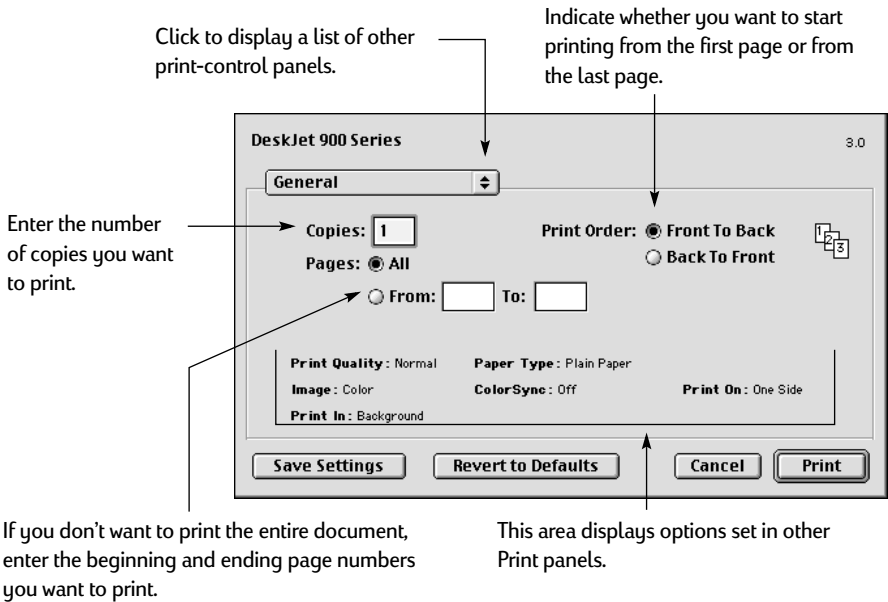 Click to display a list of other
print-control panels.
Indicate whether you want to start
printing from the first page or from
the last page.
DeskJet 900 Series
3.0
General
Enter the number
of copies you want
to print.
Copies: 1
Print Order: Front To Back
Back To Front
1 2 3
Pages: All
From: To:
Print Quality: Normal Paper Type: Plain Paper
Image: Color ColorSync: Off Print On: One Side
Print In: Background
Save Settings Revert to Defaults Cancel Print
If you don't want to print the entire document,
enter the beginning and ending page numbers
you want to print.
This area displays options set in other
Print panels.